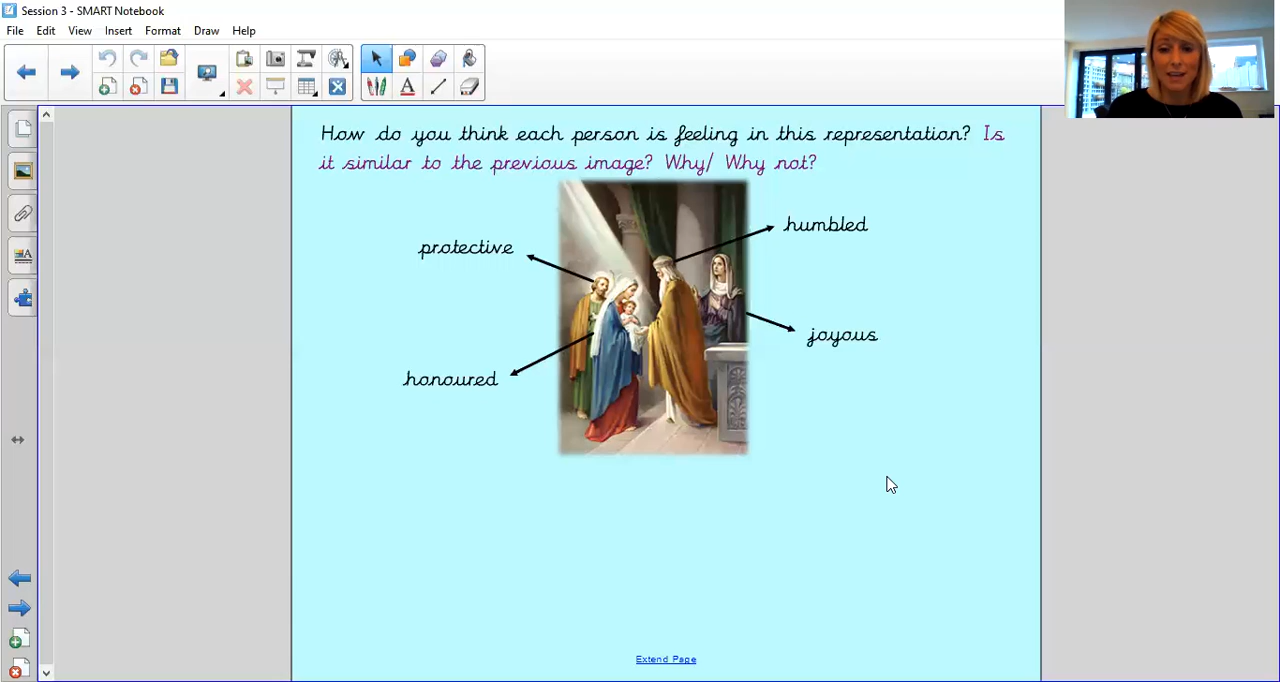 Session 3 - SMART Notebook
File Edit View Insert Format Draw Help
How do you think each person is feeling in this representation? Is
it similar to the previous image? Why/ Why not?
humbled
protective
joyous
honoured
Extend Page